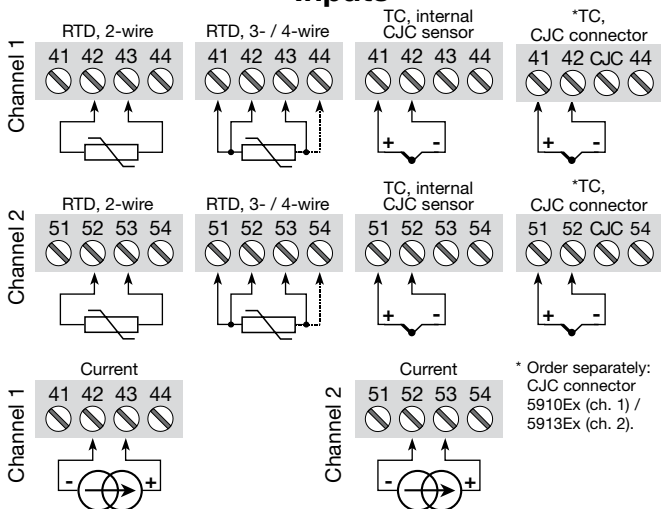 Inputs
Channel 1
RTD, 2-wire
41 42 43 44
RTD, 3- / 4-wire
41 42 43 44
TC, internal
CJC sensor
41 42 43 44
+ -
*TC,
CJC connector
41 42 CJC 44
+ -
Channel 2
RTD, 2-wire
51 52 53 54
RTD, 3- / 4-wire
51 52 53 54
TC, internal
CJC sensor
51 52 53 54
+ -
*TC,
CJC connector
51 52 CJC 54
+ -
Channel 1
Current
41 42 43 44
- +
Channel 2
Current
51 52 53 54
- +
* Order separately:
CJC connector
5910Ex (ch. 1) /
5913Ex (ch. 2).